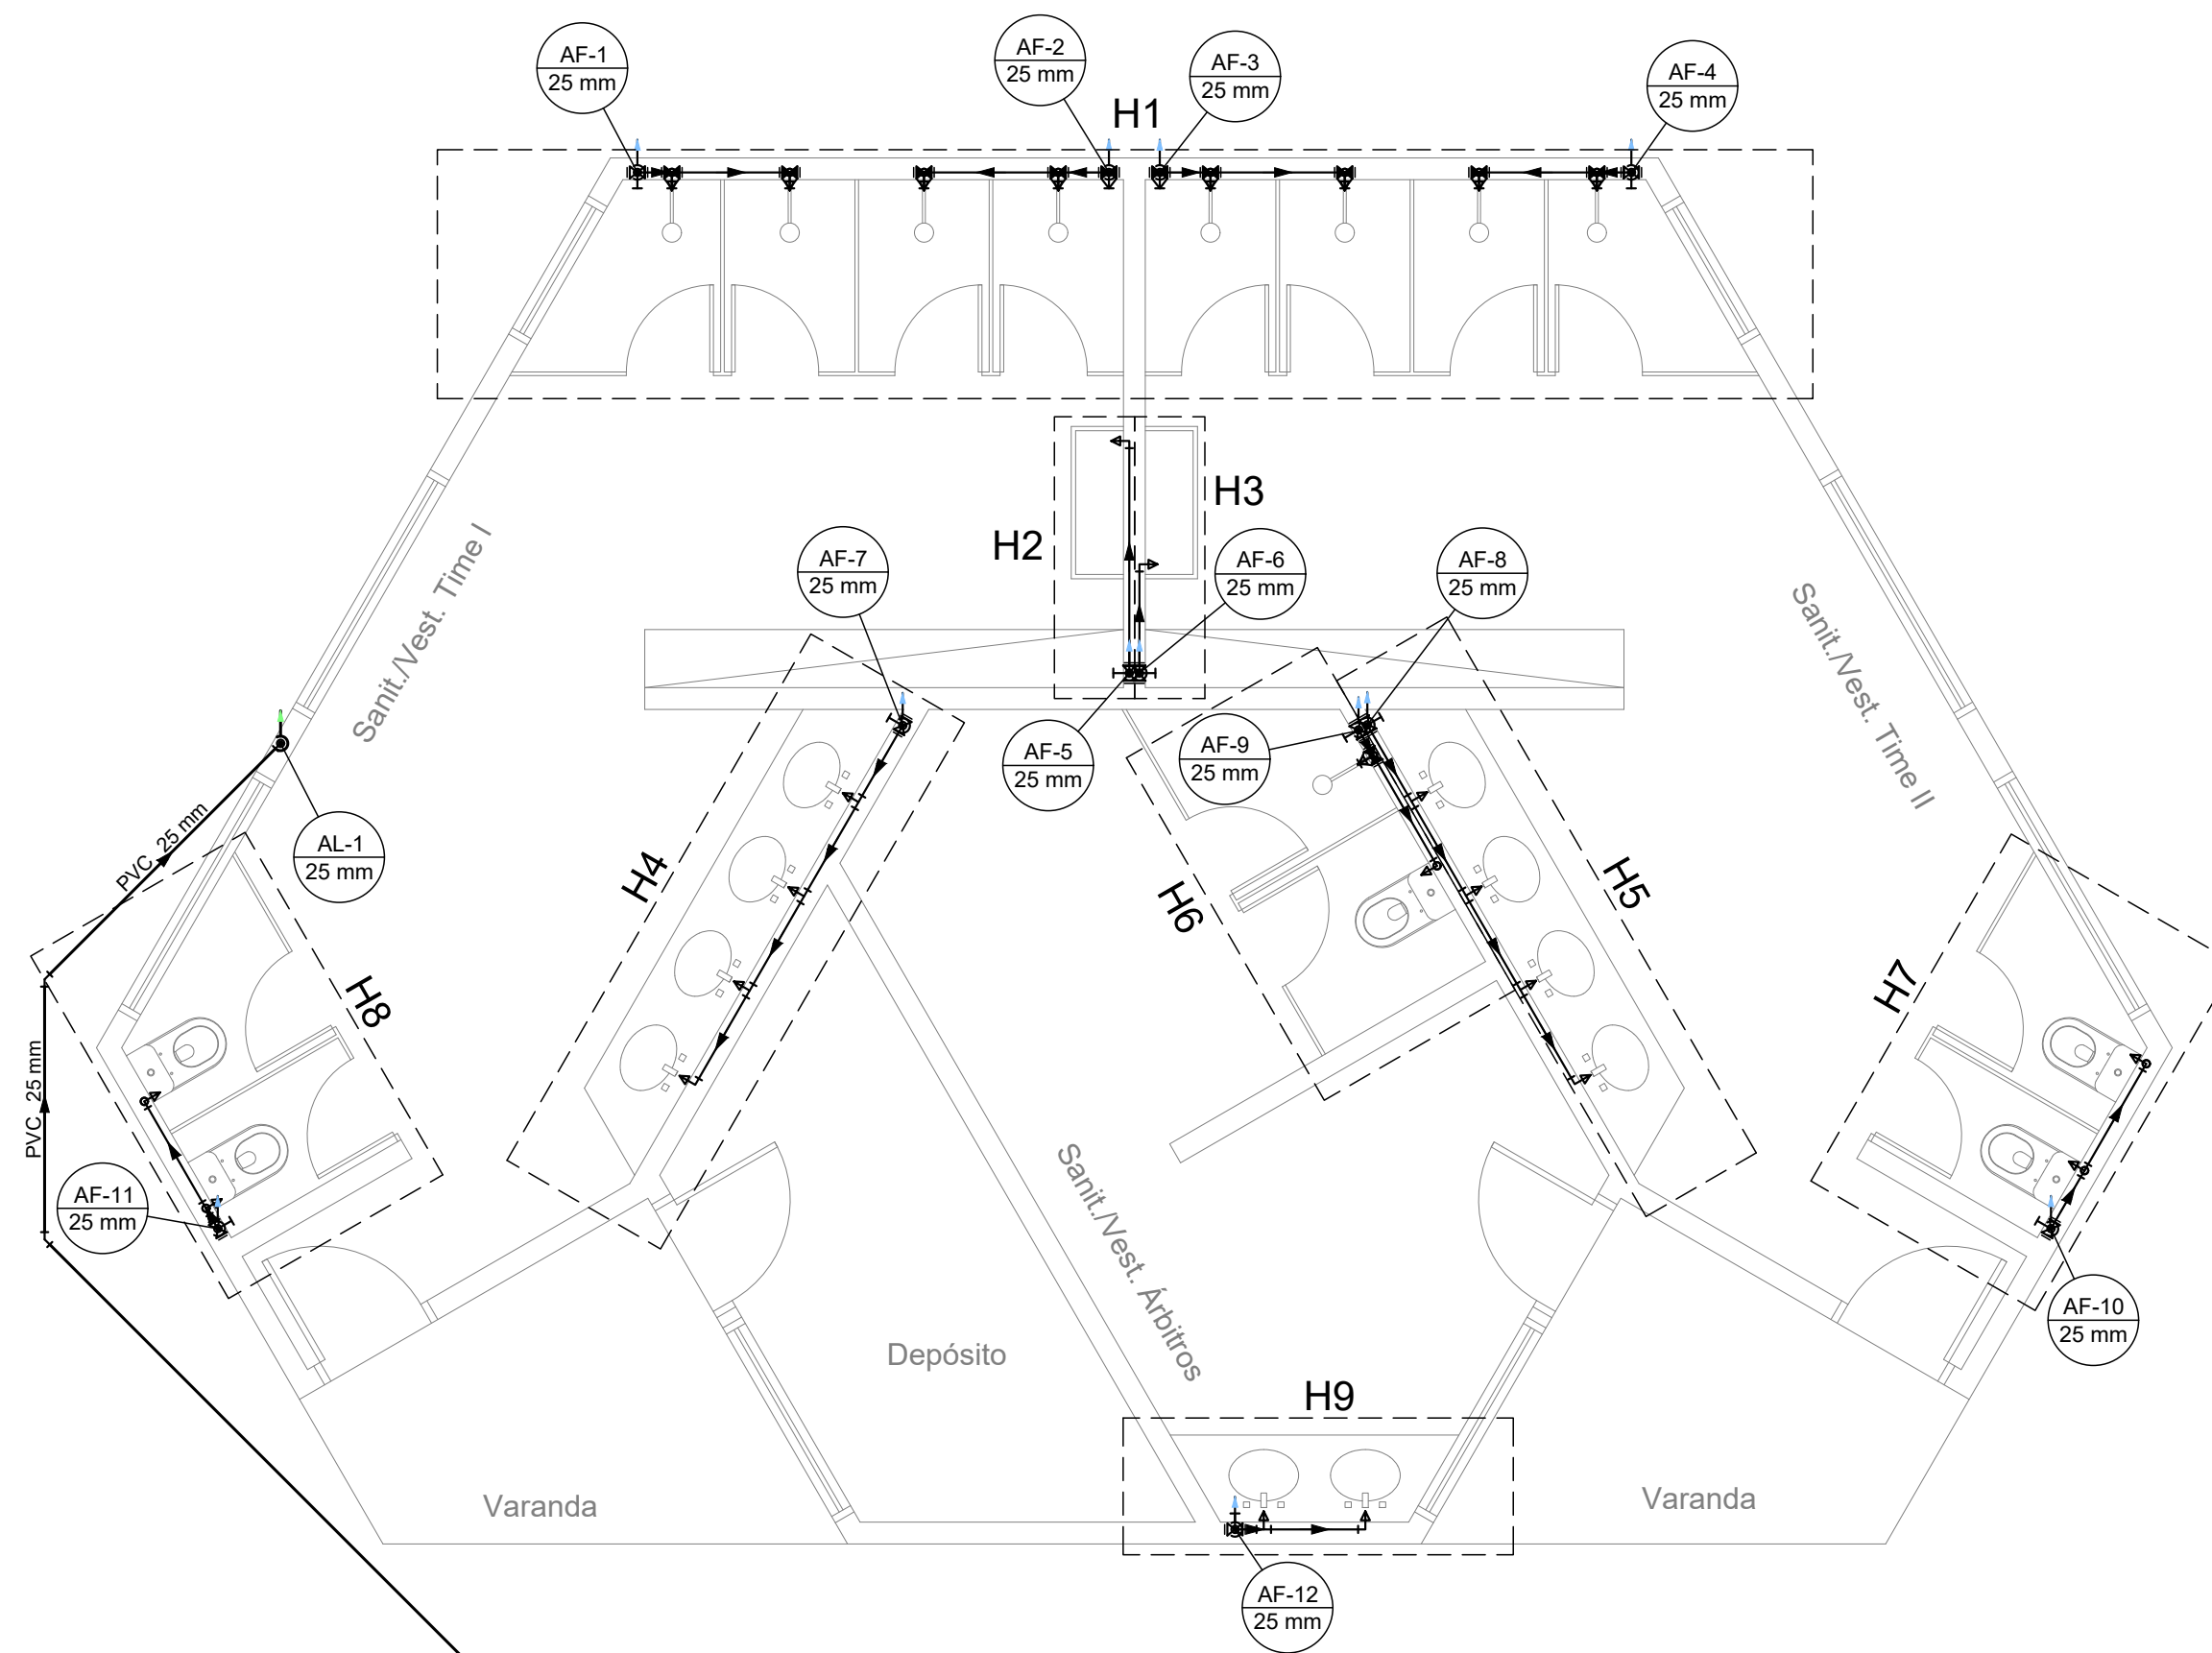 AF-1
25 mm
AF-2
25 mm
AF-3
25 mm
AF-4
25 mm
H1
H3
H2
Sanit./Vest. Time I
AF-7
25 mm
AF-6
25 mm
AF-8
25 mm
Sanit./Vest. Time II
AF-5
25 mm
AF-9
25 mm
PVC 25 mm
AL-1
25 mm
H4
H6
H5
H8
H7
PVC 25 mm
AF-11
25 mm
Sanit./Vest. Árbitros
AF-10
25 mm
Depósito
H9
Varanda
Varanda
AF-12
25 mm